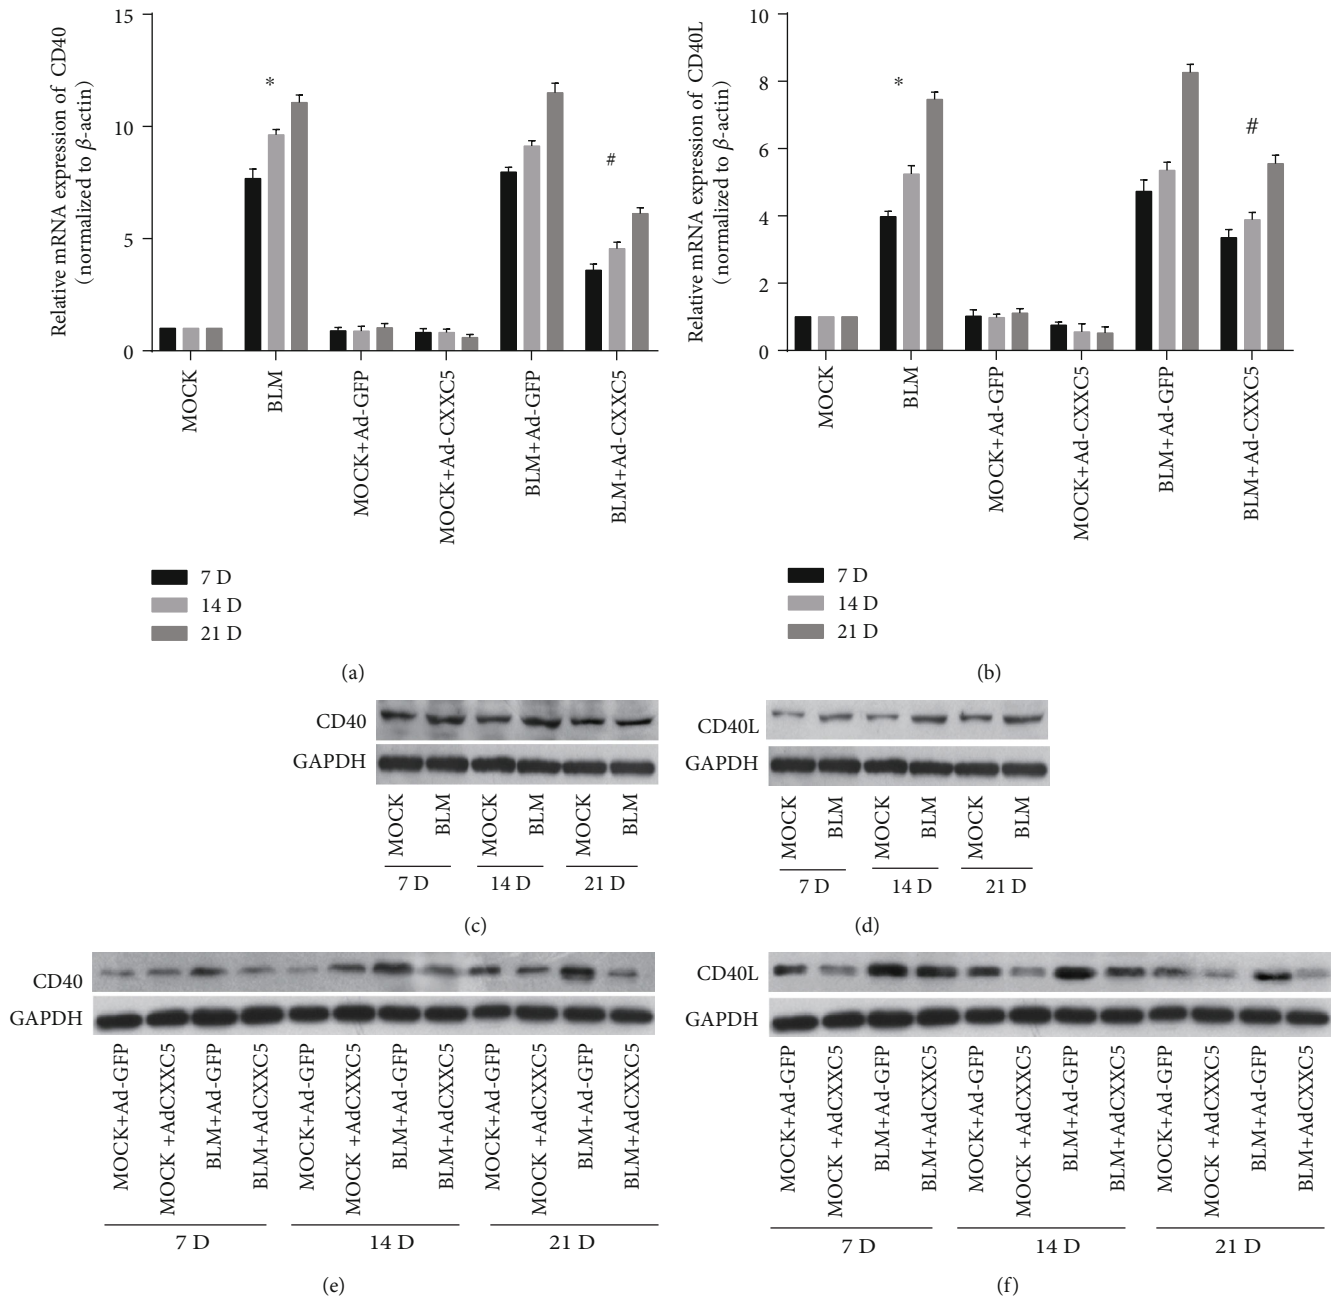 Relative mRNA expression of CD40
(normalized to β-actin)
15
10
5
0
*
#
MOCK
BLM
MOCK+Ad-GFP
MOCK+Ad-CXXC5
BLM+Ad-GFP
BLM+Ad-CXXC5
7 D
14 D
21 D
(a)
Relative mRNA expression of CD40L
(normalized to β-actin)
10
8
6
4
2
0
*
#
MOCK
BLM
MOCK+Ad-GFP
MOCK+Ad-CXXC5
BLM+Ad-GFP
BLM+Ad-CXXC5
7 D
14 D
21 D
(b)
CD40
GAPDH
MOCK
BLM
MOCK
BLM
MOCK
BLM
7 D
14 D
21 D
(c)
CD40L
GAPDH
MOCK
BLM
MOCK
BLM
MOCK
BLM
7 D
14 D
21 D
(d)
CD40
GAPDH
MOCK+Ad-GFP
MOCK +AdCXXC5
BLM+Ad-GFP
BLM+AdCXXC5
MOCK+Ad-GFP
MOCK +AdCXXC5
BLM+Ad-GFP
BLM+AdCXXC5
MOCK+Ad-GFP
MOCK +AdCXXC5
BLM+Ad-GFP
BLM+AdCXXC5
7 D
14 D
21 D
(e)
CD40L
GAPDH
MOCK+Ad-GFP
MOCK +AdCXXC5
BLM+Ad-GFP
BLM+AdCXXC5
MOCK+Ad-GFP
MOCK +AdCXXC5
BLM+Ad-GFP
BLM+AdCXXC5
MOCK+Ad-GFP
MOCK +AdCXXC5
BLM+Ad-GFP
BLM+AdCXXC5
7 D
14 D
21 D
(f)